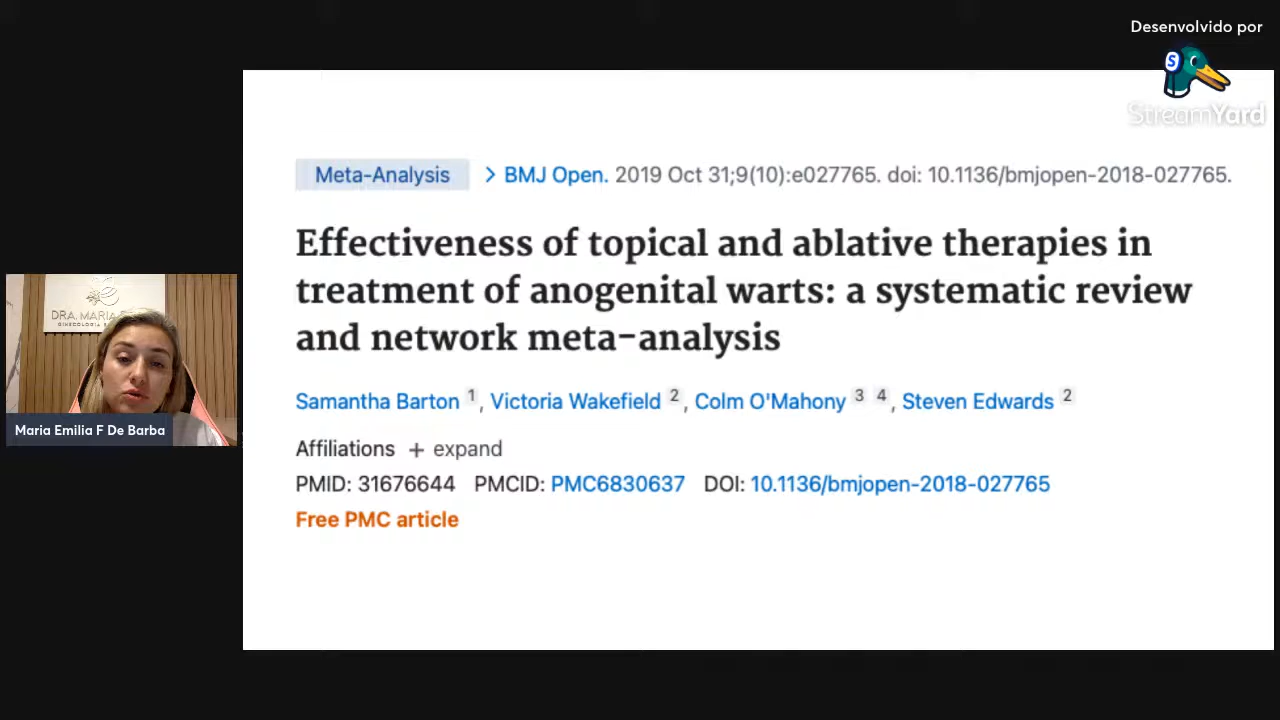 Desenvolvido por
StreamYard
Meta-Analysis > BMJ Open. 2019 Oct 31;9(10):e027765. doi: 10.1136/bmjopen-2018-027765.
Effectiveness of topical and ablative therapies in
treatment of anogenital warts: a systematic review
and network meta-analysis
Samantha Barton 1, Victoria Wakefield 2, Colm O'Mahony 3 4, Steven Edwards 2
Affiliations + expand
PMID: 31676644 PMCID: PMC6830637 DOI: 10.1136/bmjopen-2018-027765
Free PMC article
DRA. MARIA
GINECOLOGIA
Maria Emilia F De Barba